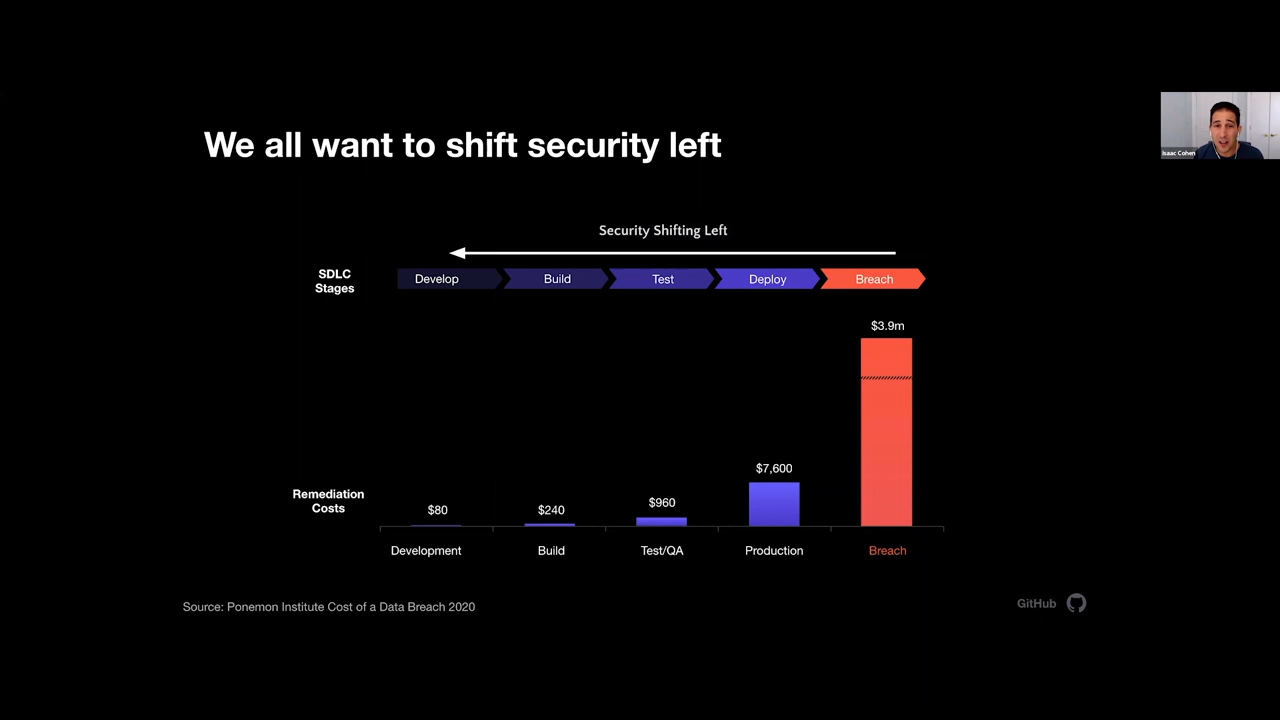 We all want to shift security left
Isaac Cohen
Security Shifting Left
SDLC
Stages
Develop
Build
Test
Deploy
Breach
$3.9m
$7,600
$960
$240
$80
Remediation
Costs
Development
Build
Test/QA
Production
Breach
Source: Ponemon Institute Cost of a Data Breach 2020
GitHub